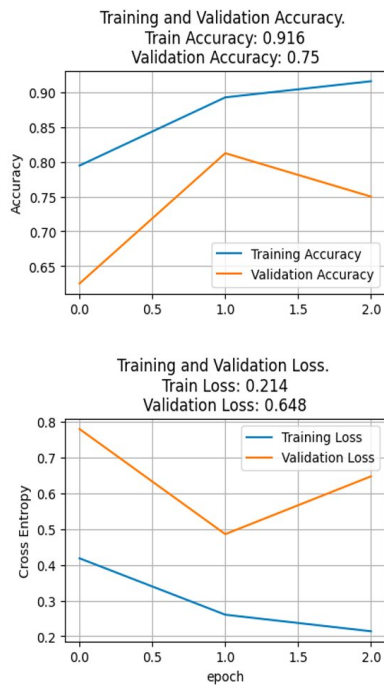 Training and Validation Accuracy.
Train Accuracy: 0.916
Validation Accuracy: 0.75
0.90
0.85
0.80
0.75
0.70
0.65
Accuracy
Training Accuracy
Validation Accuracy
0.0 0.5 1.0 1.5 2.0
Training and Validation Loss.
Train Loss: 0.214
Validation Loss: 0.648
0.8
0.7
0.6
0.5
0.4
0.3
0.2
Cross Entropy
Training Loss
Validation Loss
0.0 0.5 1.0 1.5 2.0
epoch